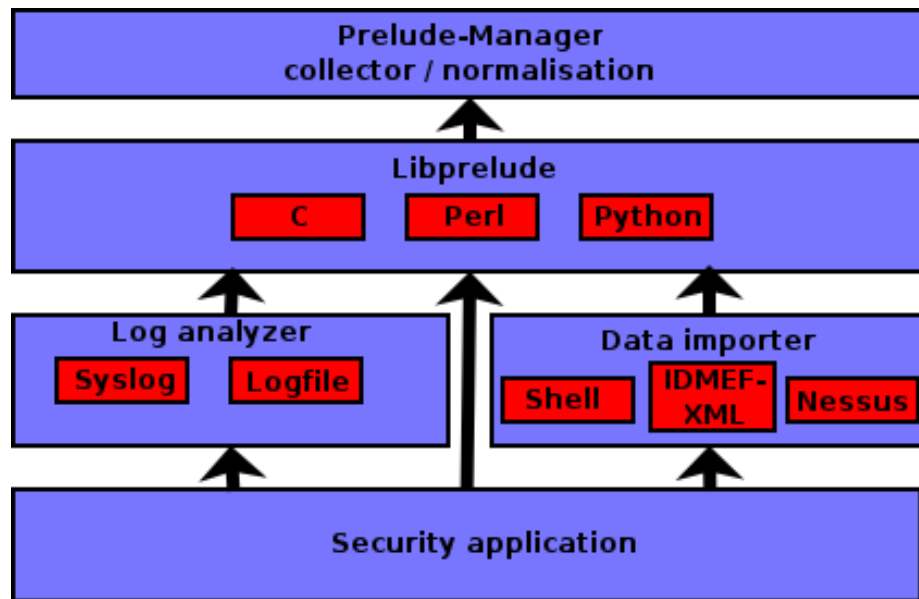 Prelude-Manager
collector / normalisation
Libprelude
C
Perl
Python
Log analyzer
Syslog
Logfile
Data importer
Shell
IDMEF-
XML
Nessus
Security application